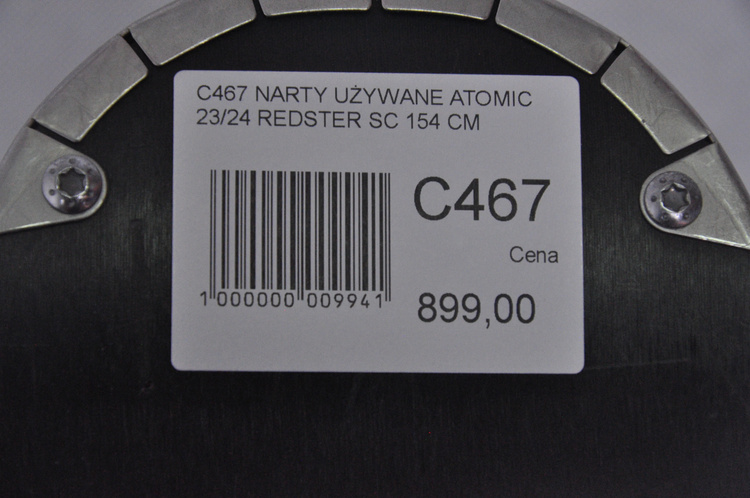 C467 NARTY UŻYWANE ATOMIC
23/24 REDSTER SC 154 CM
C467
Cena
899,00
1 000000 009941